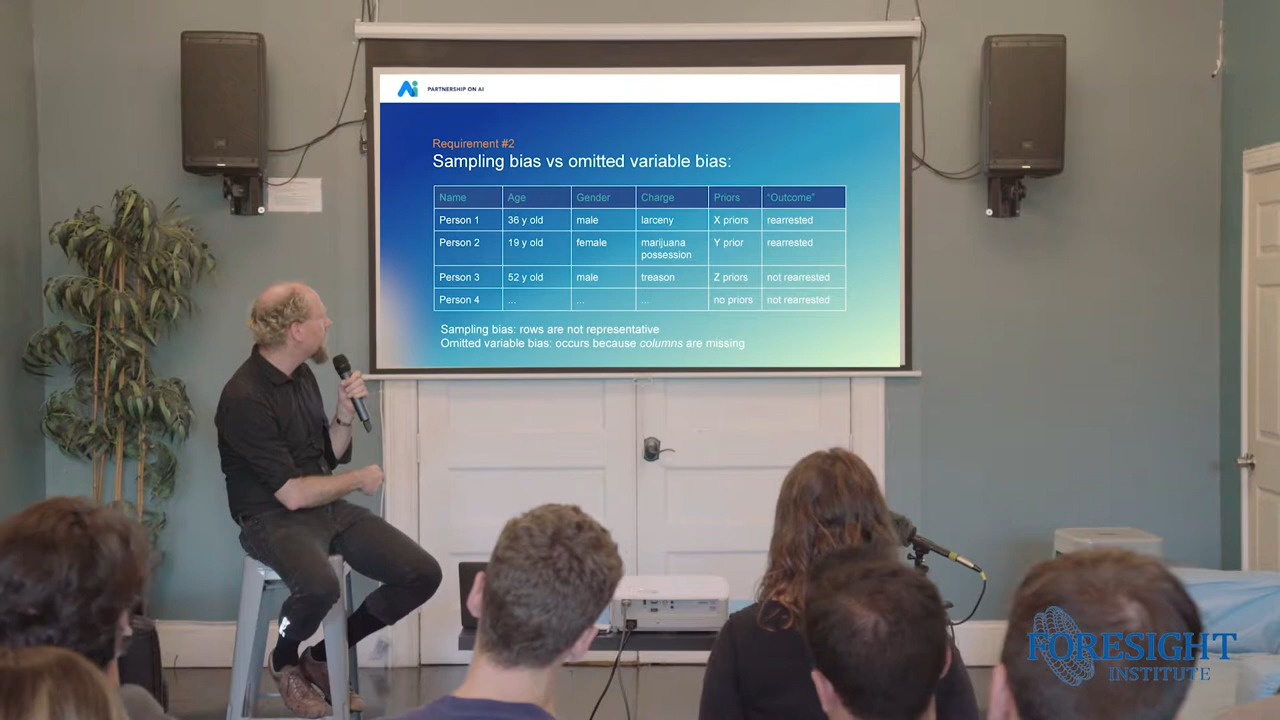 PARTNERSHIP ON AI
Requirement #2
Sampling bias vs omitted variable bias:
Name Age Gender Charge Priors "Outcome"
Person 1 36 y old male larceny X priors rearrested
Person 2 19 y old female marijuana possession Y prior rearrested
Person 3 52 y old male treason Z priors not rearrested
Person 4 ... ... ... no priors not rearrested
Sampling bias: rows are not representative
Omitted variable bias: occurs because columns are missing
FORESIGHT
INSTITUTE